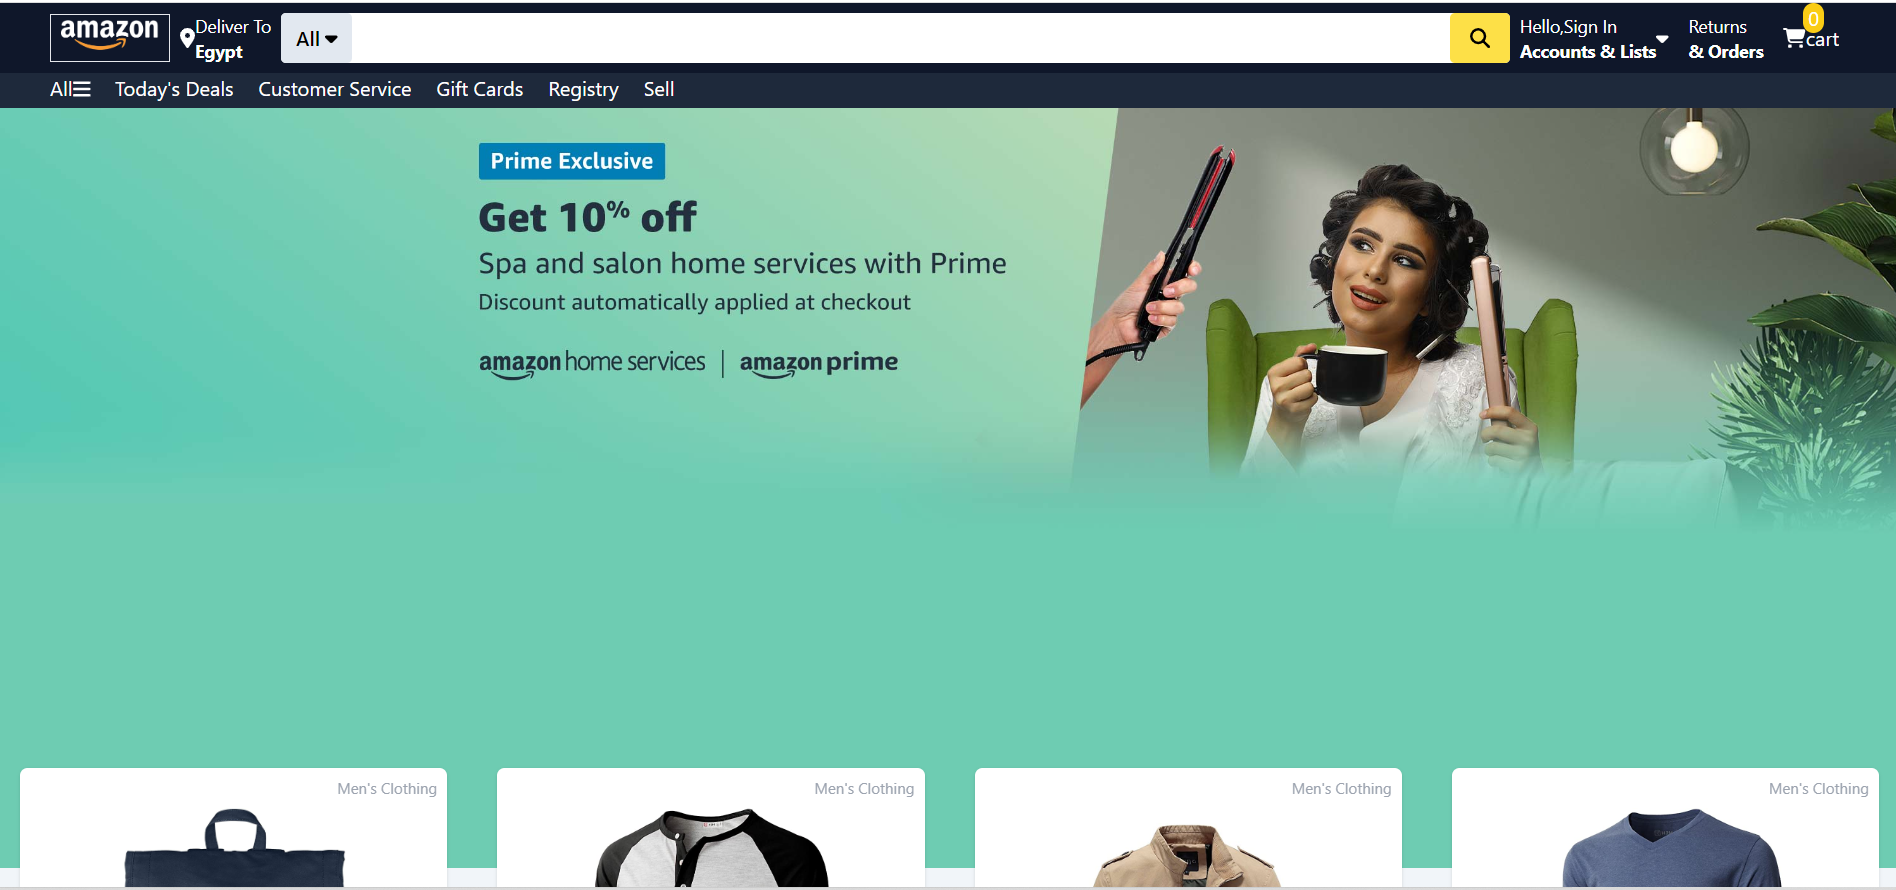 amazon
Deliver To
Egypt
All
Hello,Sign In
Accounts & Lists
Returns
& Orders
0
cart
All
Today's Deals
Customer Service
Gift Cards
Registry
Sell
Prime Exclusive
Get 10% off
Spa and salon home services with Prime
Discount automatically applied at checkout
amazon home services | amazon prime
Men's Clothing
Men's Clothing
Men's Clothing
Men's Clothing